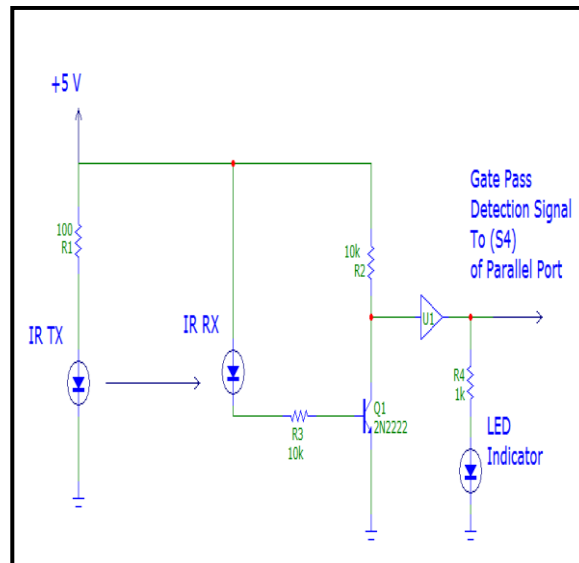 +5 V
Gate Pass
Detection Signal
To (S4)
of Parallel Port
100
R1
10k
R2
IR TX
IR RX
U1
R4
1k
Q1
2N2222
R3
10k
LED
Indicator